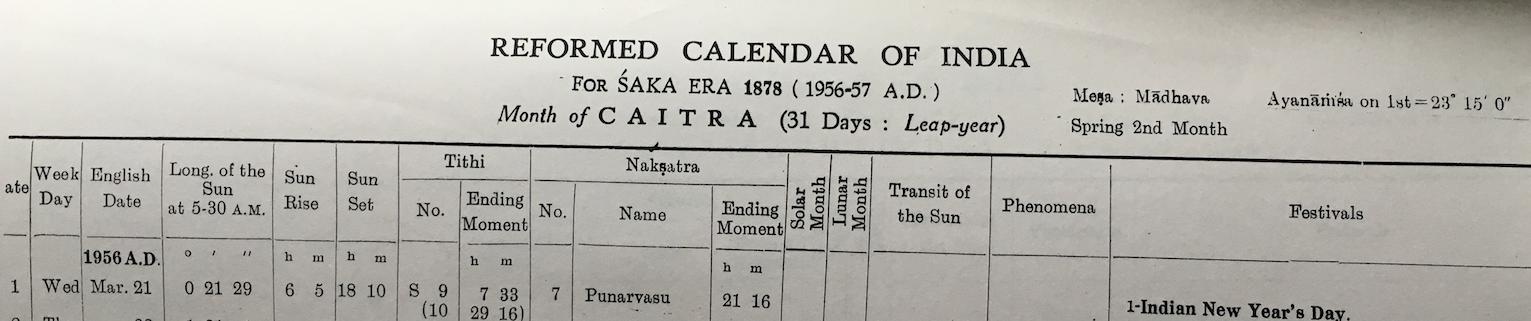 REFORMED CALENDAR OF INDIA
FOR ŚAKA ERA 1878 ( 1956-57 A.D. )
Month of CAITRA (31 Days : Leap-year)
Meṣa : Mādhava
Ayanāṁśa on 1st = 23° 15′ 0″
Spring 2nd Month
ate
Week Day
English Date
Long. of the Sun at 5-30 A.M.
Sun Rise
Sun Set
Tithi
No.
Ending Moment
Nakṣatra
No.
Name
Ending Moment
Solar Month
Lunar Month
Transit of the Sun
Phenomena
Festivals
1956 A.D. ° ′ ″ h m h m h m h m
1 Wed Mar. 21 0 21 29 6 5 18 10 S 9 7 33 7 Punarvasu 21 16
(10 29 16)
1-Indian New Year's Day.